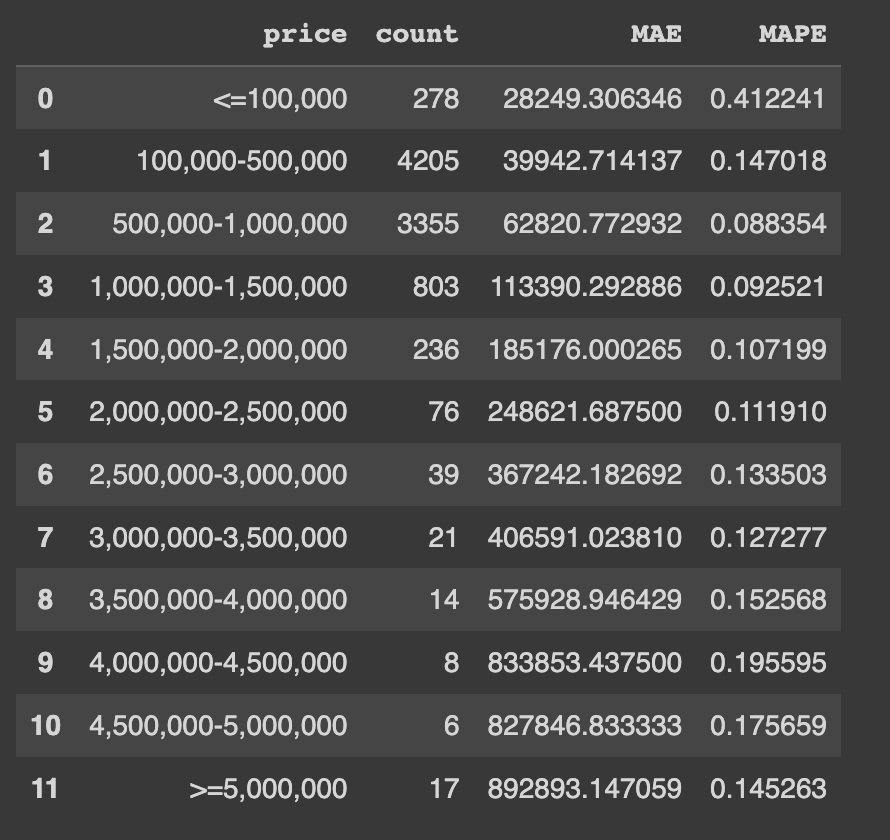 price count MAE MAPE
0 <=100,000 278 28249.306346 0.412241
1 100,000-500,000 4205 39942.714137 0.147018
2 500,000-1,000,000 3355 62820.772932 0.088354
3 1,000,000-1,500,000 803 113390.292886 0.092521
4 1,500,000-2,000,000 236 185176.000265 0.107199
5 2,000,000-2,500,000 76 248621.687500 0.111910
6 2,500,000-3,000,000 39 367242.182692 0.133503
7 3,000,000-3,500,000 21 406591.023810 0.127277
8 3,500,000-4,000,000 14 575928.946429 0.152568
9 4,000,000-4,500,000 8 833853.437500 0.195595
10 4,500,000-5,000,000 6 827846.833333 0.175659
11 >=5,000,000 17 892893.147059 0.145263